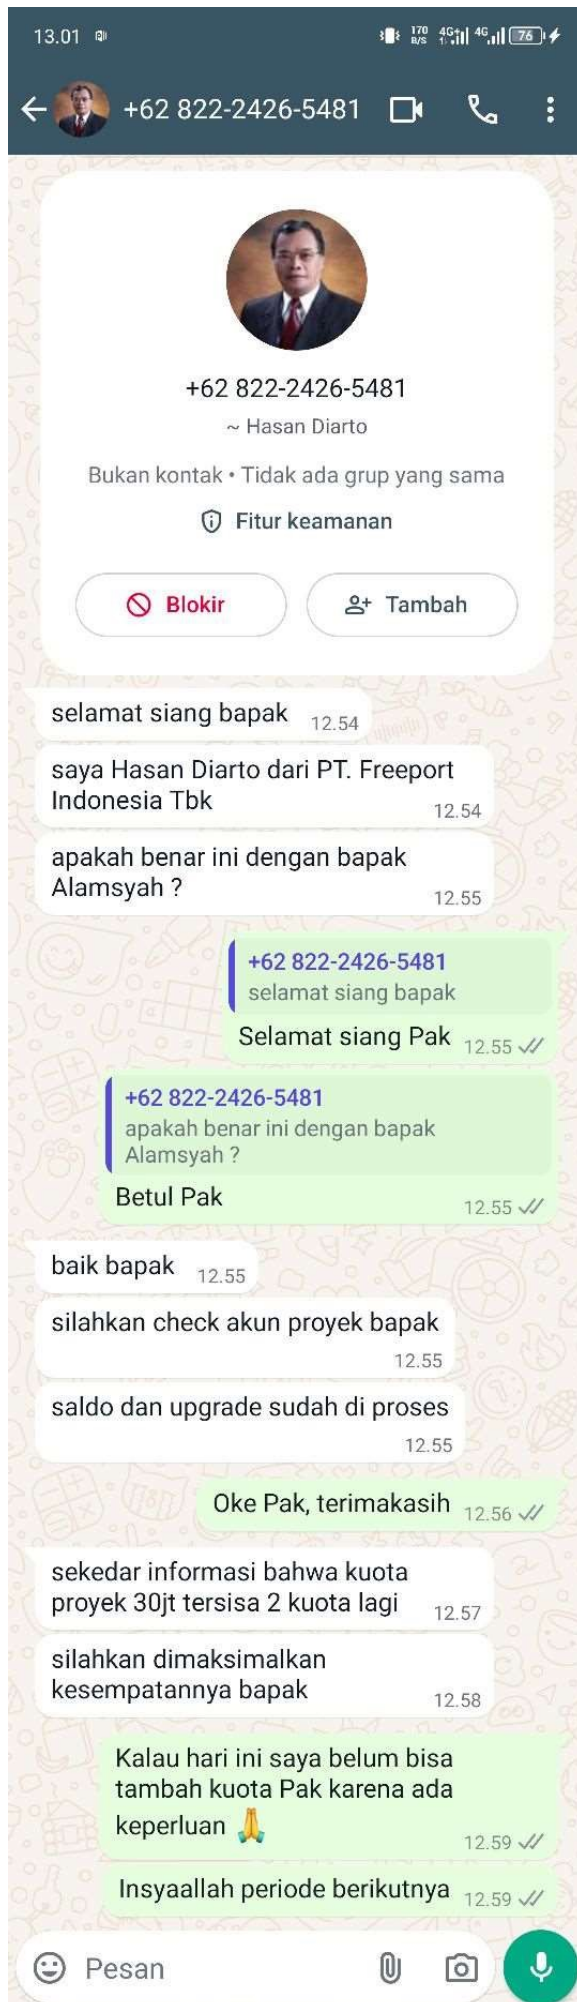 13.01
170 B/S 4G+ 4G 76
+62 822-2426-5481
+62 822-2426-5481
~ Hasan Diarto
Bukan kontak • Tidak ada grup yang sama
Fitur keamanan
Blokir
Tambah
selamat siang bapak 12.54
saya Hasan Diarto dari PT. Freeport
Indonesia Tbk 12.54
apakah benar ini dengan bapak
Alamsyah ? 12.55
+62 822-2426-5481
selamat siang bapak
Selamat siang Pak 12.55
+62 822-2426-5481
apakah benar ini dengan bapak
Alamsyah ?
Betul Pak 12.55
baik bapak 12.55
silahkan check akun proyek bapak
12.55
saldo dan upgrade sudah di proses
12.55
Oke Pak, terimakasih 12.56
sekedar informasi bahwa kuota
proyek 30jt tersisa 2 kuota lagi 12.57
silahkan dimaksimalkan
kesempatannya bapak 12.58
Kalau hari ini saya belum bisa
tambah kuota Pak karena ada
keperluan 🙏 12.59
Insyaallah periode berikutnya 12.59
Pesan